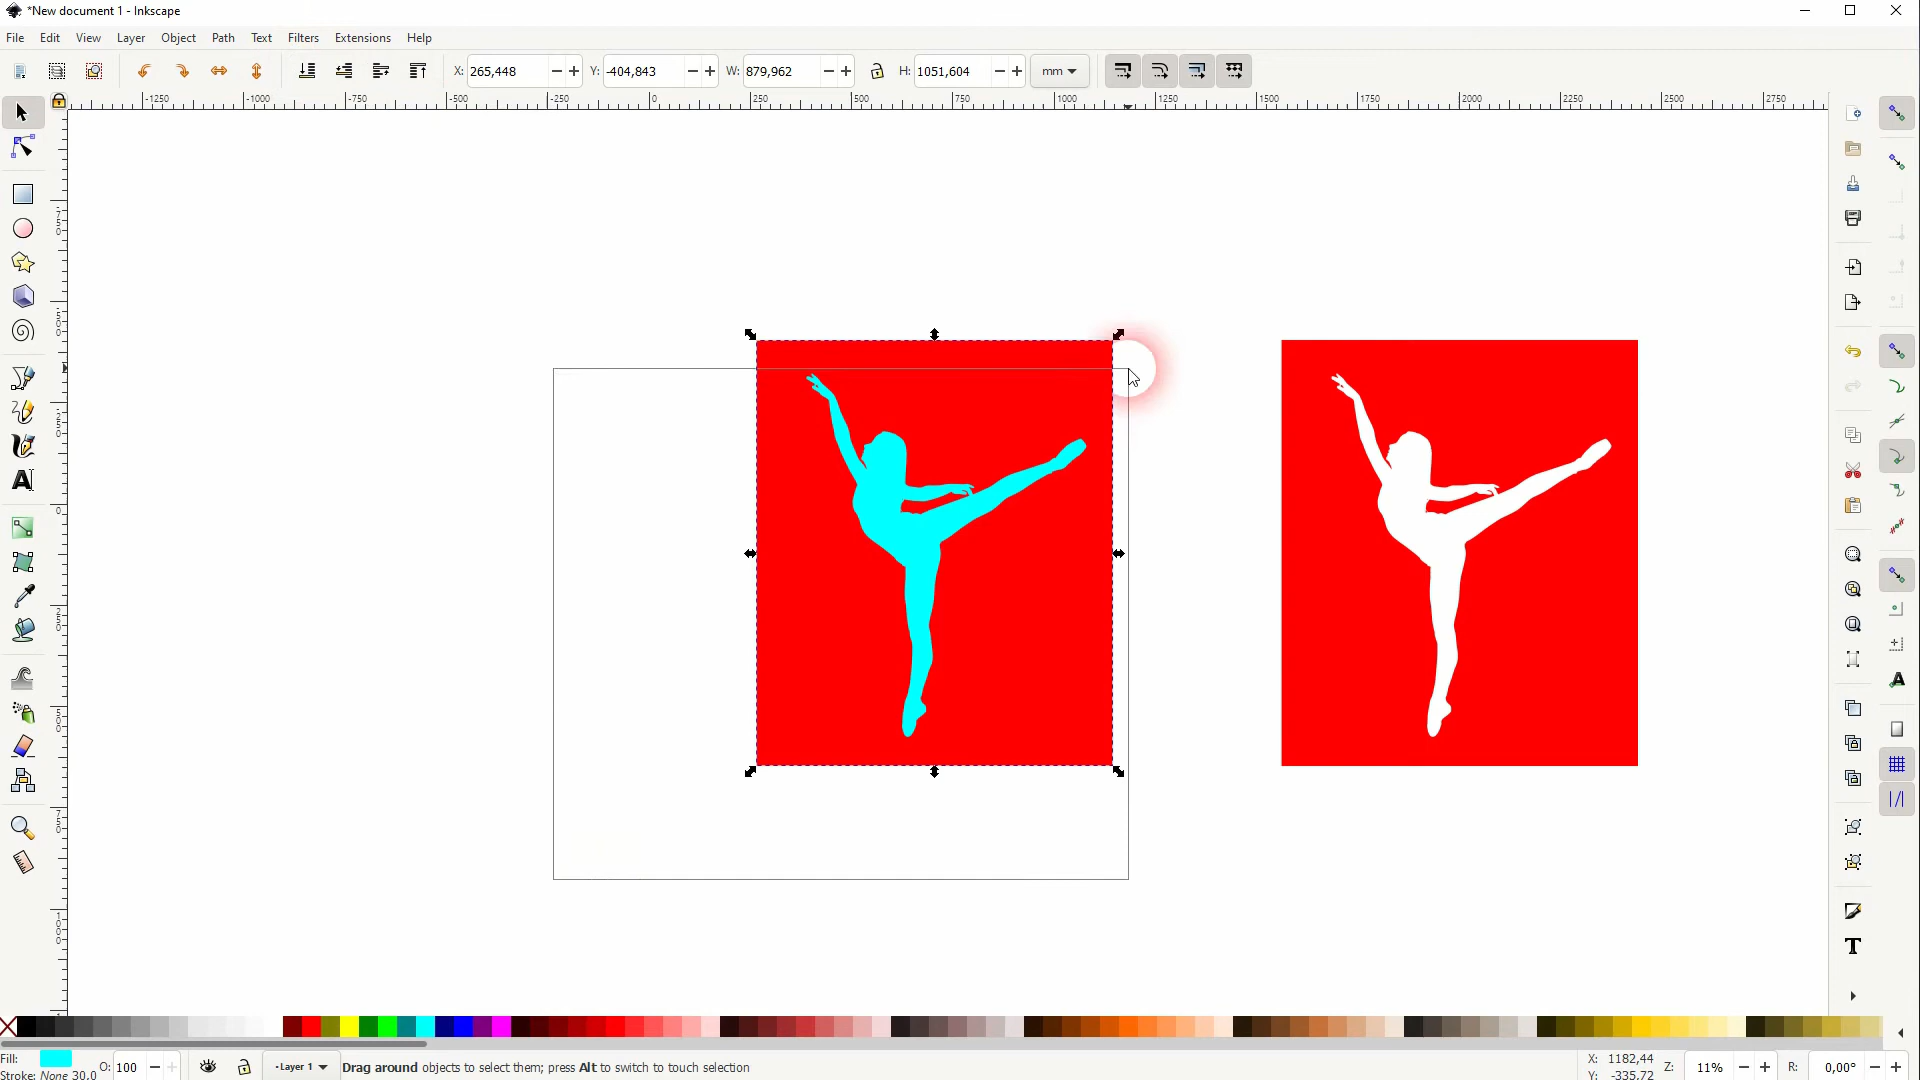 *New document 1 - Inkscape
File Edit View Layer Object Path Filters Extensions Help
X: 265,448 Y: -404,843 W: 879,962 H: 1051,604 mm
-1250 -1000 -750 -500 -250 0 250 500 750 1000 1250 1500 1750 2000 2250 2500 2750
Fill: O: 100 Layer 1 Drag around objects to select them; press Alt to switch to touch selection X: 1182,44 Z: 11% R: 0,00°
Stroke: None 30,0 Y: -335,72